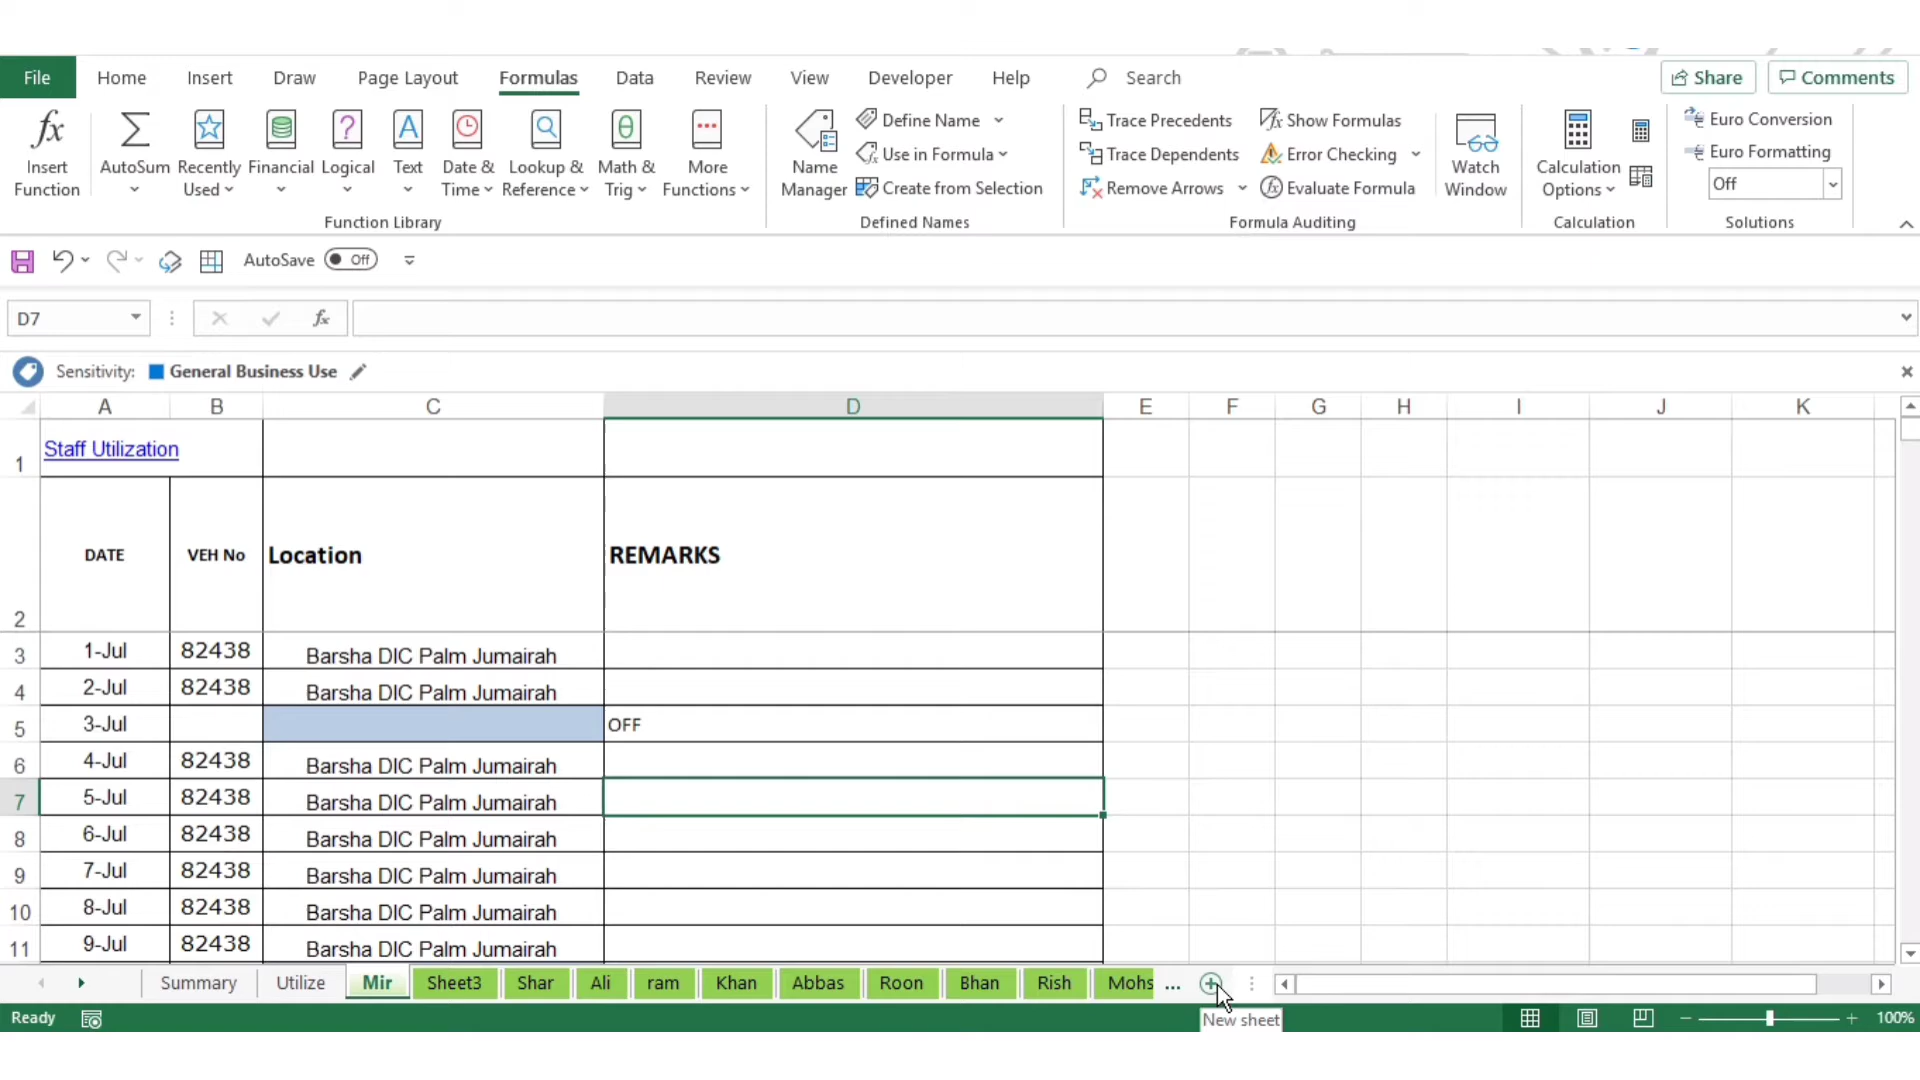 File Home Insert Draw Page Layout Formulas Data Review View Developer Help Search Share Comments
fx Insert Function
AutoSum
Recently Used
Financial
Logical
Text
Date & Time
Lookup & Reference
Math & Trig
More Functions
Function Library
Name Manager
Define Name
Use in Formula
Create from Selection
Defined Names
Trace Precedents
Trace Dependents
Remove Arrows
Show Formulas
Error Checking
Evaluate Formula
Formula Auditing
Watch Window
Calculation Options
Calculation
Euro Conversion
Euro Formatting
Off
Solutions
AutoSave Off
D7 fx
Sensitivity: General Business Use
A B C D E F G H I J K
1 Staff Utilization
2 DATE VEH No Location REMARKS
3 1-Jul 82438 Barsha DIC Palm Jumairah
4 2-Jul 82438 Barsha DIC Palm Jumairah
5 3-Jul OFF
6 4-Jul 82438 Barsha DIC Palm Jumairah
7 5-Jul 82438 Barsha DIC Palm Jumairah
8 6-Jul 82438 Barsha DIC Palm Jumairah
9 7-Jul 82438 Barsha DIC Palm Jumairah
10 8-Jul 82438 Barsha DIC Palm Jumairah
11 9-Jul 82438 Barsha DIC Palm Jumairah
Summary Utilize Mir Sheet3 Shar Ali ram Khan Abbas Roon Bhan Rish Mohs ...
New sheet
Ready 100%